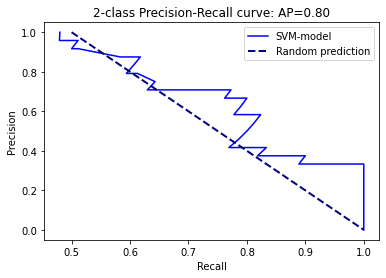 2-class Precision-Recall curve: AP=0.80
SVM-model
Random prediction
Precision
1.0
0.8
0.6
0.4
0.2
0.0
0.5
0.6
0.7
0.8
0.9
1.0
Recall